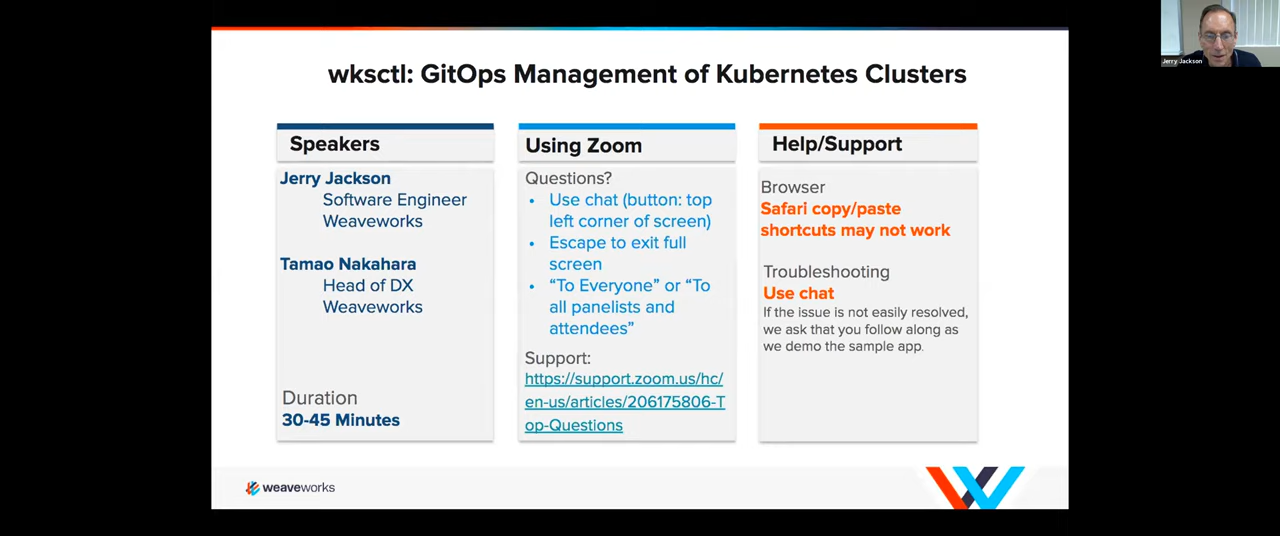 wksctl: GitOps Management of Kubernetes Clusters
Speakers
Jerry Jackson
Software Engineer
Weaveworks
Tamao Nakahara
Head of DX
Weaveworks
Duration
30-45 Minutes
Using Zoom
Questions?
• Use chat (button: top
left corner of screen)
• Escape to exit full
screen
• “To Everyone” or “To
all panelists and
attendees”
Support:
https://support.zoom.us/hc/
en-us/articles/206175806-T
op-Questions
Help/Support
Browser
Safari copy/paste
shortcuts may not work
Troubleshooting
Use chat
If the issue is not easily resolved,
we ask that you follow along as
we demo the sample app.
weaveworks
Jerry Jackson